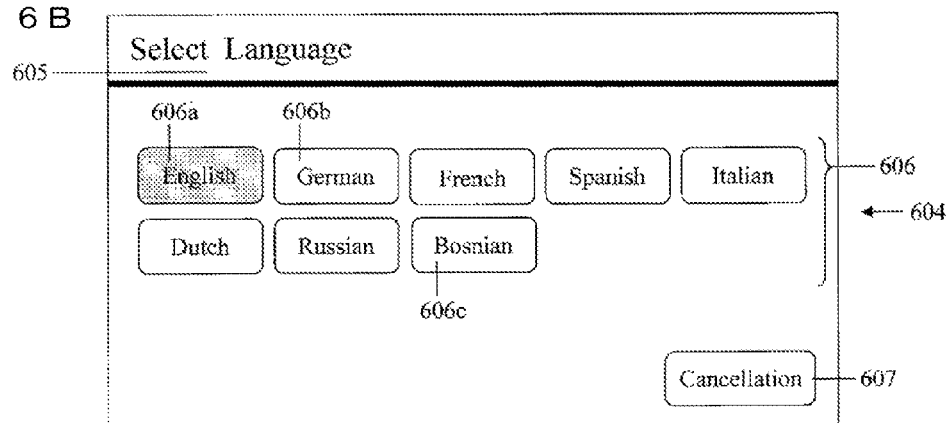 6 B
Select Language
605
606a 606b
English German French Spanish Italian
606
604
Dutch Russian Bosnian
606c
Cancellation
607